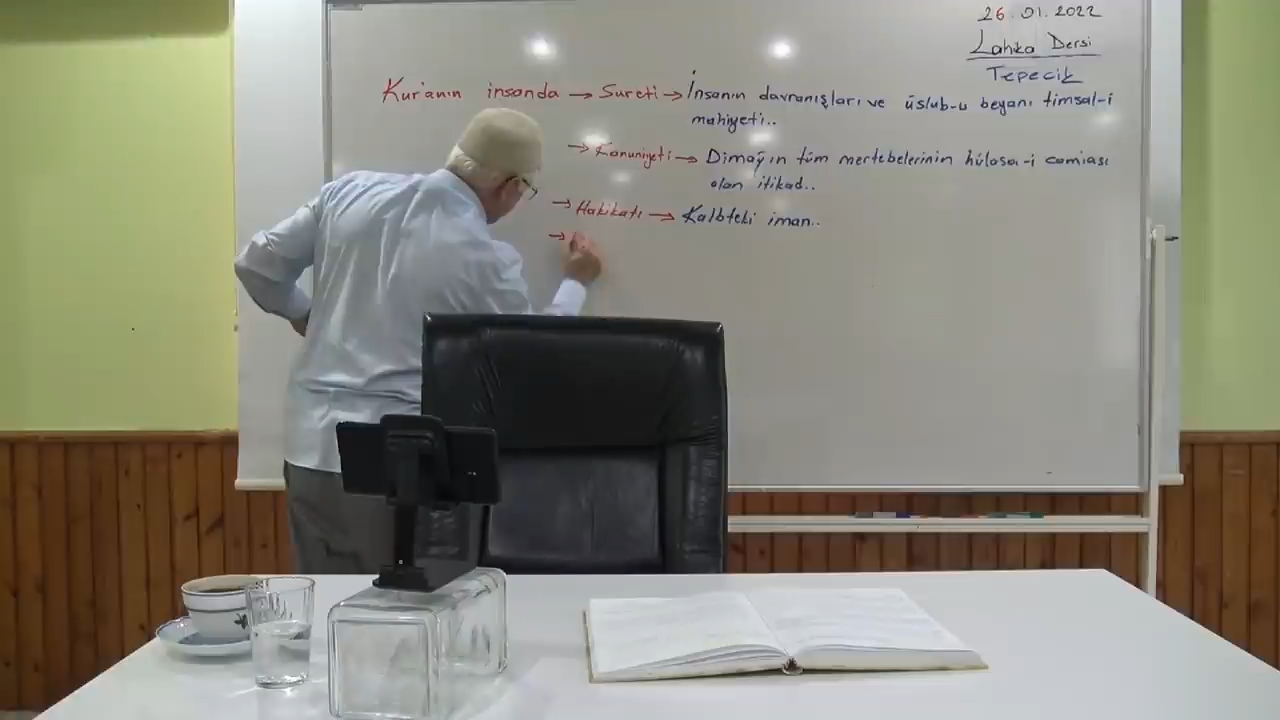 26.01.2022
Lahika Dersi
Tepecik
Kur'anın insanda → Sureti → İnsanın davranışları ve üslub-u beyanı timsal-i
mahiyeti..
→ Kanuniyeti → Dimağın tüm mertebelerinin hülasa-i camiası
olan itikad..
→ Hakikatı → Kalbteki iman..
→